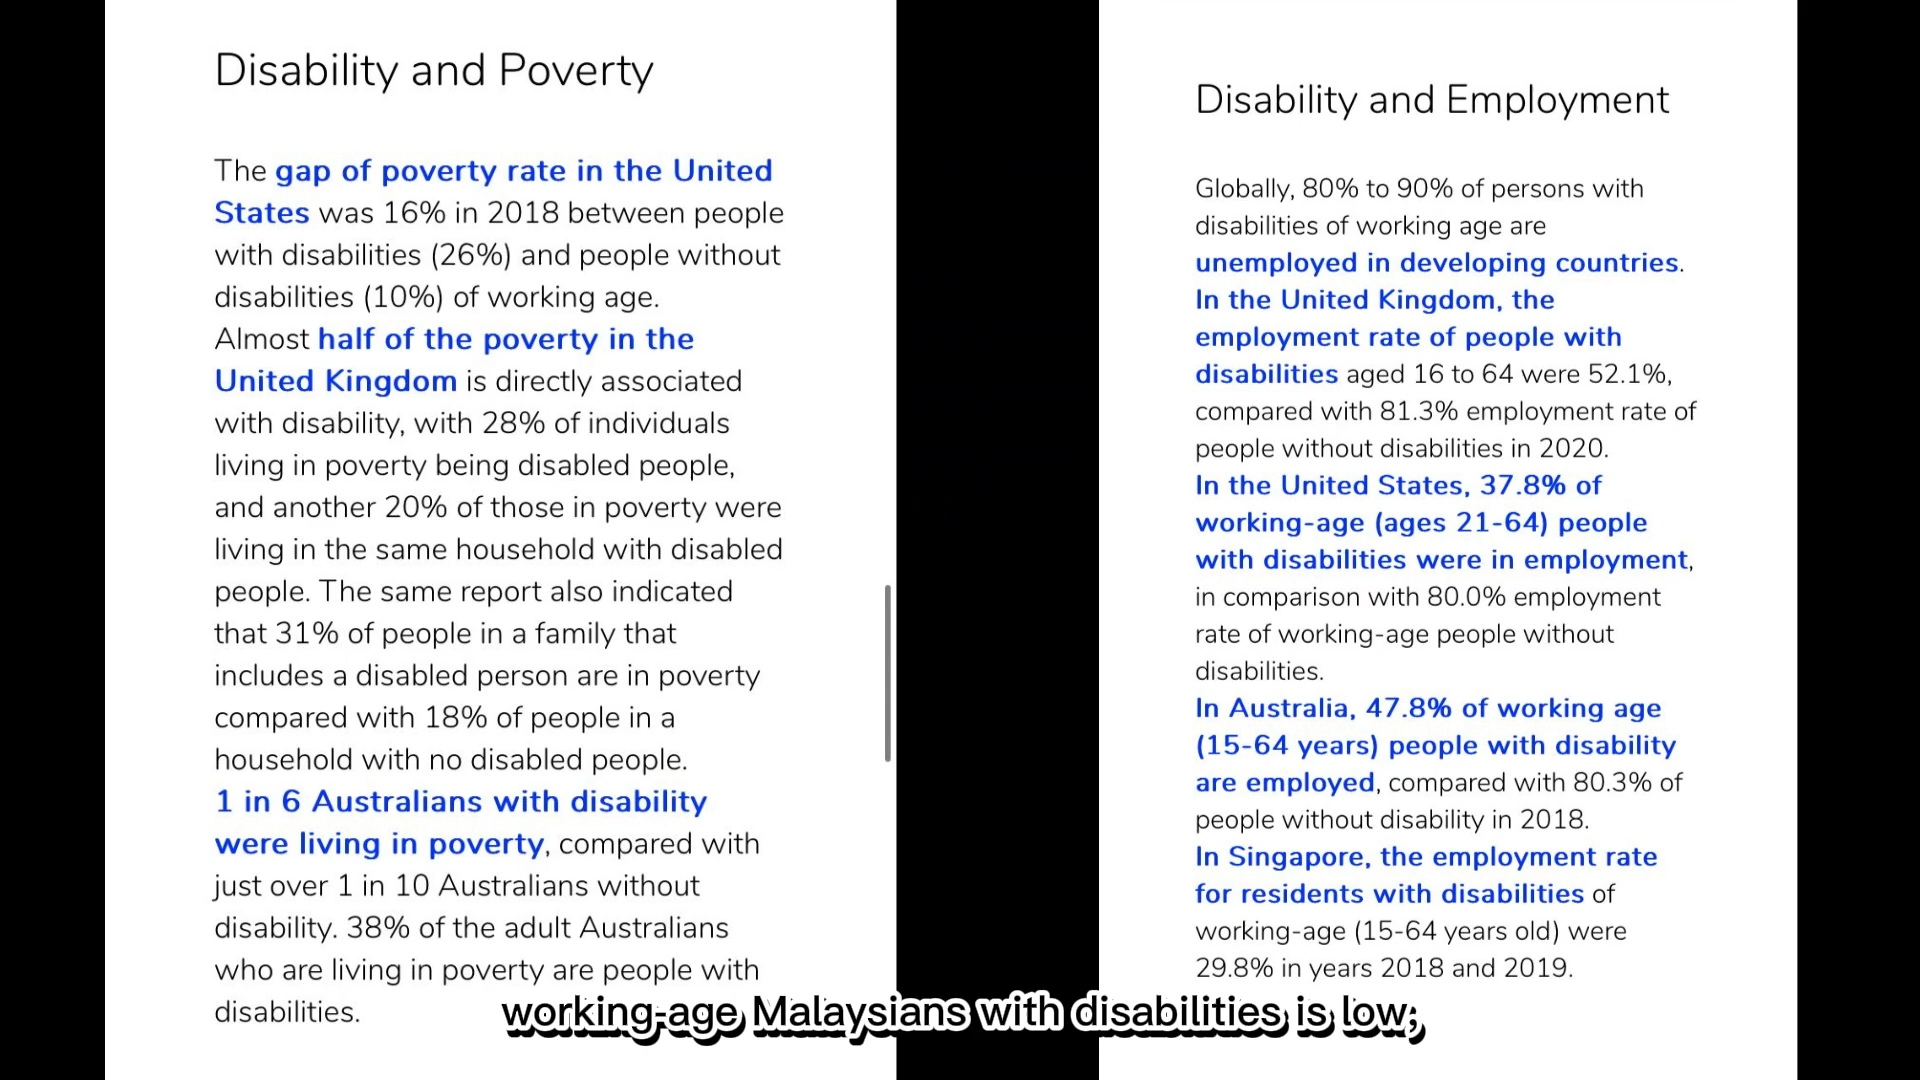 Disability and Poverty
The gap of poverty rate in the United
States was 16% in 2018 between people
with disabilities (26%) and people without
disabilities (10%) of working age.
Almost half of the poverty in the
United Kingdom is directly associated
with disability, with 28% of individuals
living in poverty being disabled people,
and another 20% of those in poverty were
living in the same household with disabled
people. The same report also indicated
that 31% of people in a family that
includes a disabled person are in poverty
compared with 18% of people in a
household with no disabled people.
1 in 6 Australians with disability
were living in poverty, compared with
just over 1 in 10 Australians without
disability. 38% of the adult Australians
who are living in poverty are people with
disabilities.
Disability and Employment
Globally, 80% to 90% of persons with
disabilities of working age are
unemployed in developing countries.
In the United Kingdom, the
employment rate of people with
disabilities aged 16 to 64 were 52.1%,
compared with 81.3% employment rate of
people without disabilities in 2020.
In the United States, 37.8% of
working-age (ages 21-64) people
with disabilities were in employment,
in comparison with 80.0% employment
rate of working-age people without
disabilities.
In Australia, 47.8% of working age
(15-64 years) people with disability
are employed, compared with 80.3% of
people without disability in 2018.
In Singapore, the employment rate
for residents with disabilities of
working-age (15-64 years old) were
29.8% in years 2018 and 2019.
working-age Malaysians with disabilities is low;